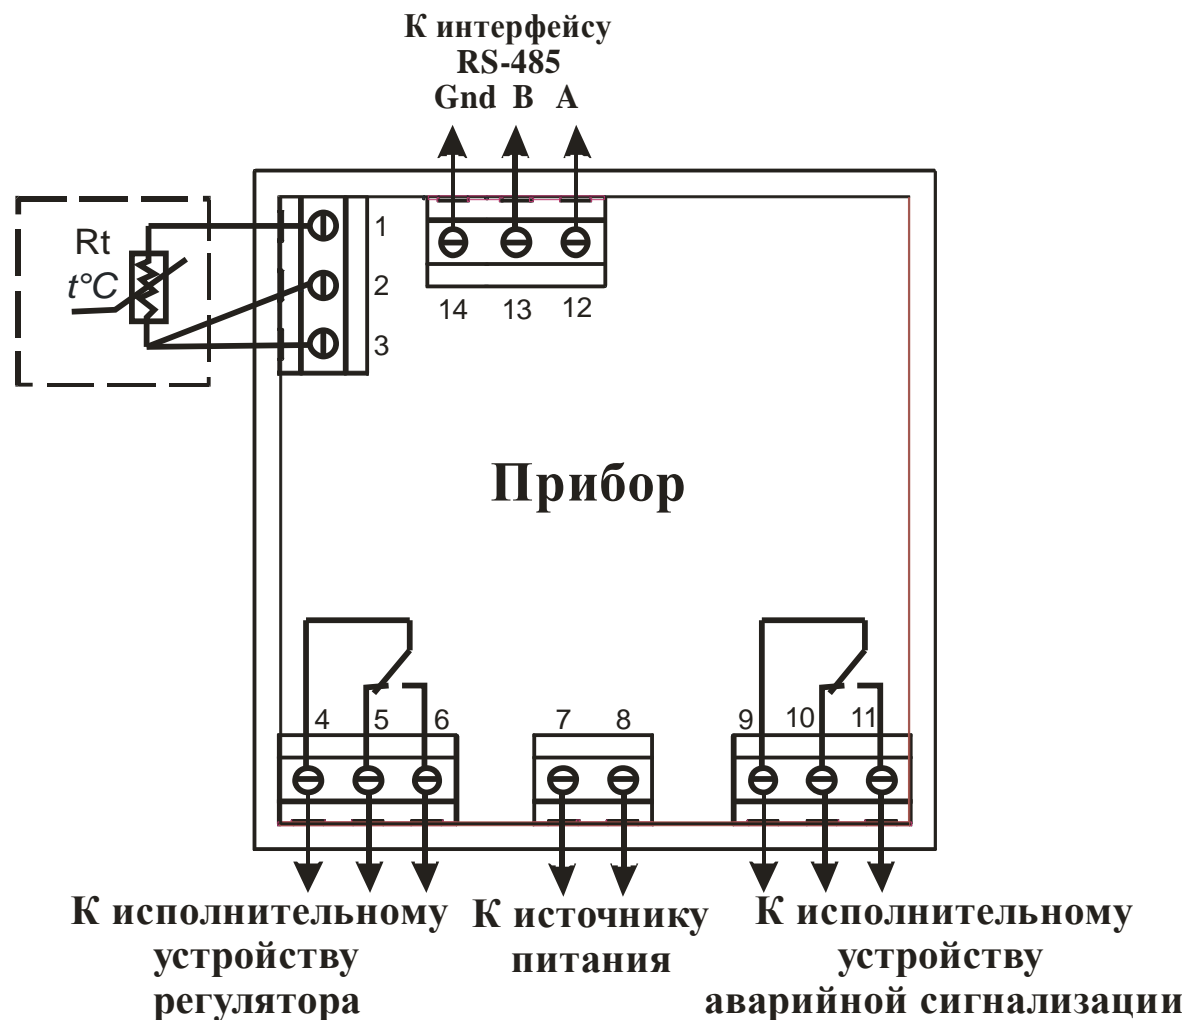 К интерфейсу
RS-485
Gnd B A
1
Rt
t°C
2
3
14 13 12
Прибор
4 5 6
7 8
9 10 11
К исполнительному
устройству
регулятора
К источнику
питания
К исполнительному
устройству
аварийной сигнализации